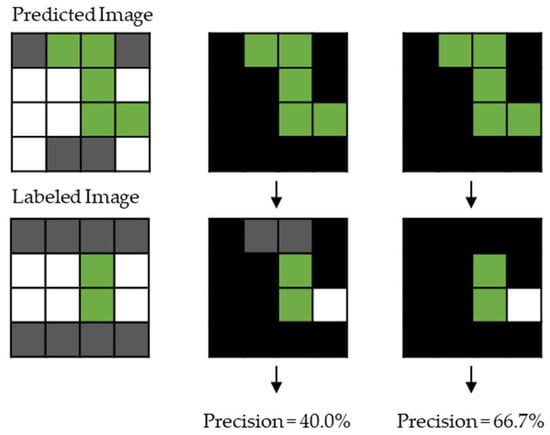 Predicted Image
Labeled Image
Precision = 40.0%
Precision = 66.7%